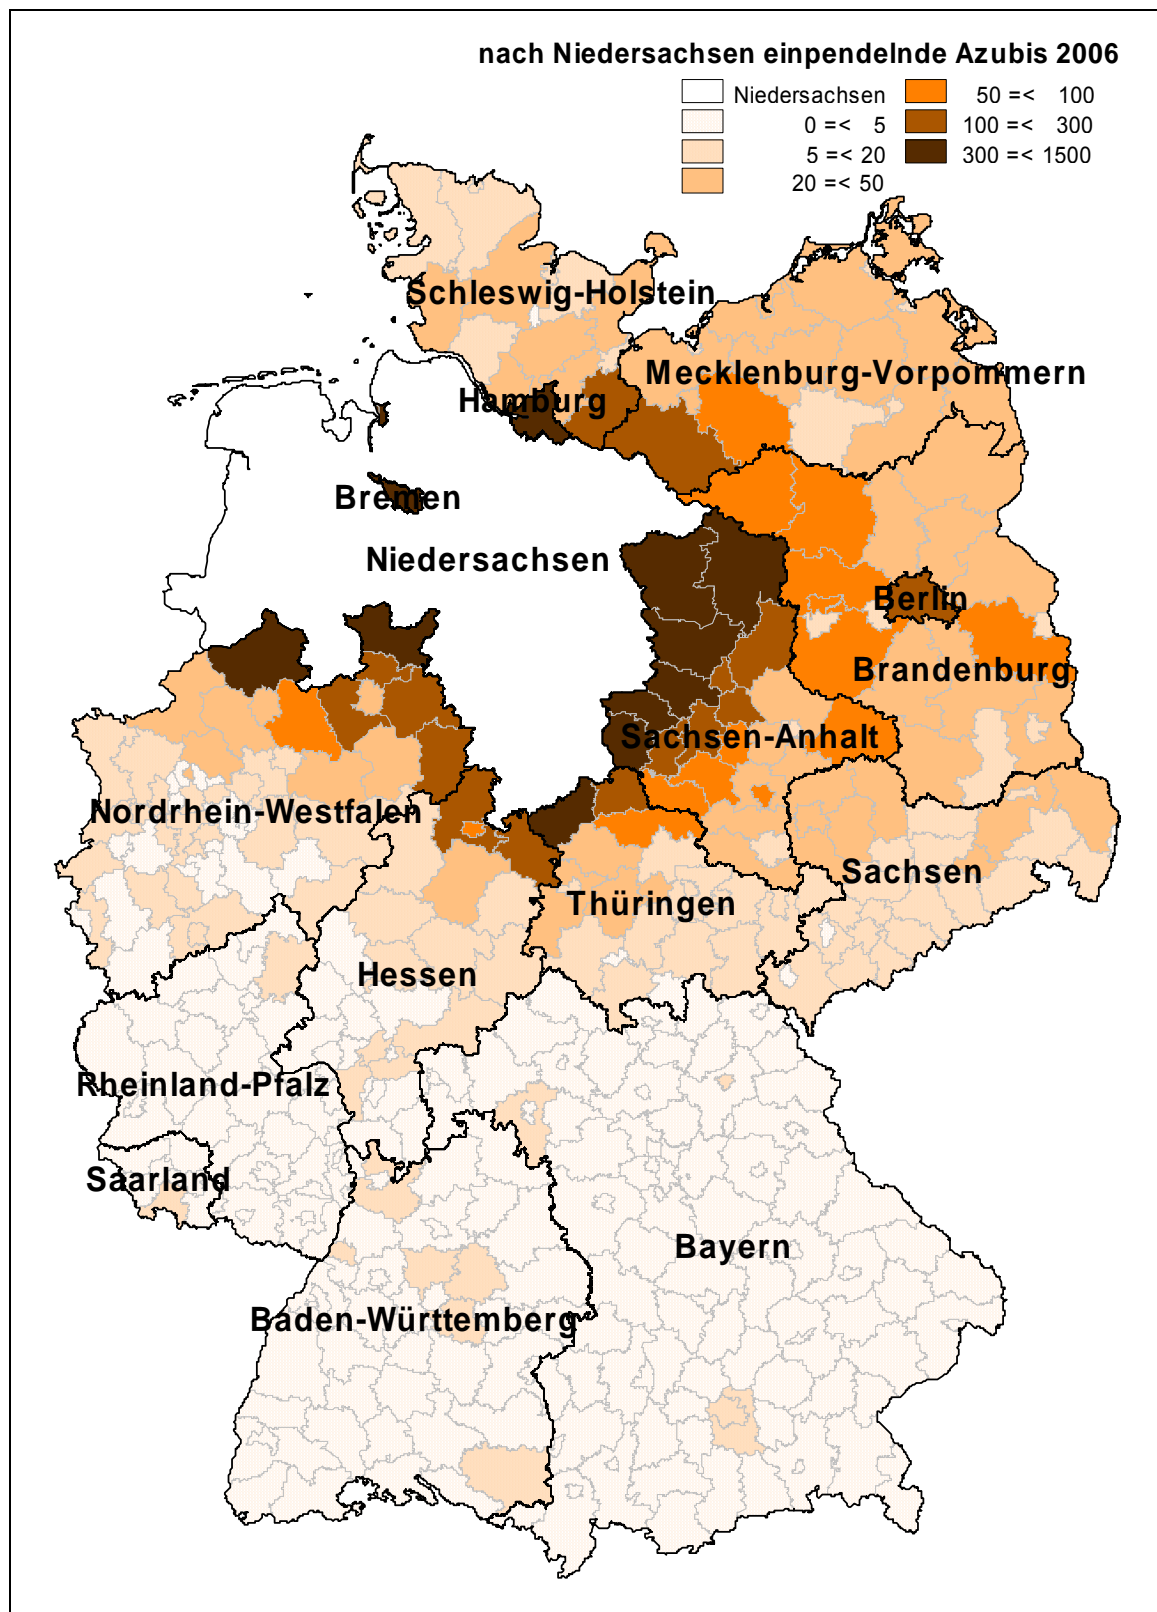 nach Niedersachsen einpendelnde Azubis 2006
Niedersachsen
0 =< 5
5 =< 20
20 =< 50
50 =< 100
100 =< 300
300 =< 1500
Schleswig-Holstein
Mecklenburg-Vorpommern
Hamburg
Bremen
Niedersachsen
Berlin
Brandenburg
Sachsen-Anhalt
Nordrhein-Westfalen
Sachsen
Thüringen
Hessen
Rheinland-Pfalz
Saarland
Bayern
Baden-Württemberg